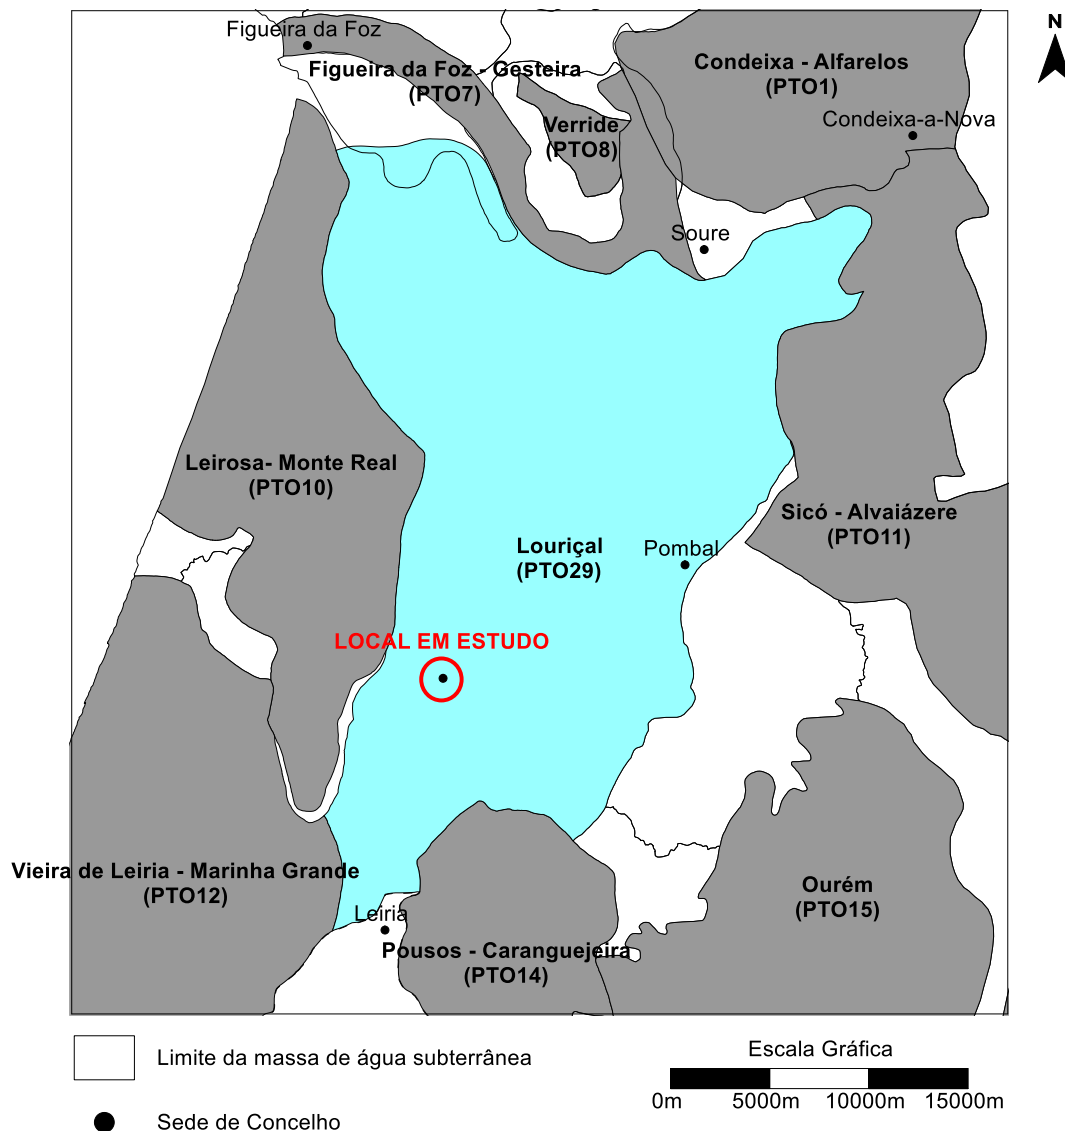 Figueira da Foz
N
Figueira da Foz - Gesteira
(PTO7)
Condeixa - Alfarelos
(PTO1)
Verride
(PTO8)
Condeixa-a-Nova
Soure
Leirosa- Monte Real
(PTO10)
Sicó - Alvaiázere
(PTO11)
Louriçal
(PTO29)
Pombal
LOCAL EM ESTUDO
Vieira de Leiria - Marinha Grande
(PTO12)
Ourém
(PTO15)
Leiria
Pousos - Caranguejeira
(PTO14)
Limite da massa de água subterrânea
Escala Gráfica
0m 5000m 10000m 15000m
Sede de Concelho